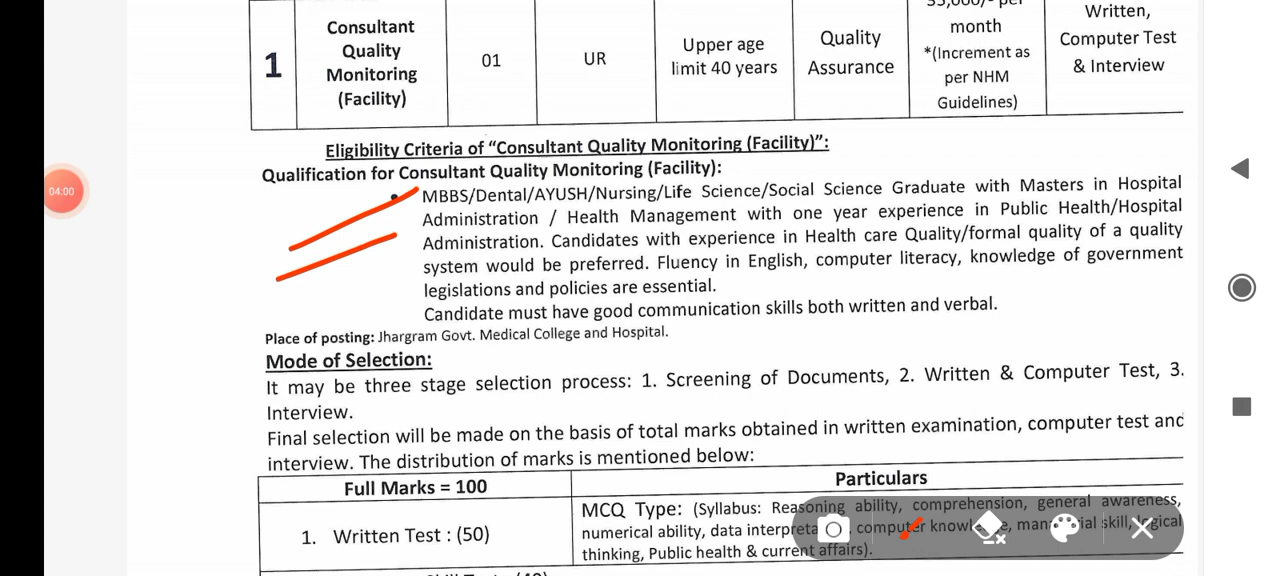 35,000/- per
Written,
Consultant
month
Quality
Upper age
Quality
Computer Test
1
01
UR
*(Increment as
Monitoring
limit 40 years
Assurance
& Interview
per NHM
(Facility)
Guidelines)
Eligibility Criteria of “Consultant Quality Monitoring (Facility)”:
Qualification for Consultant Quality Monitoring (Facility):
04:00
• MBBS/Dental/AYUSH/Nursing/Life Science/Social Science Graduate with Masters in Hospital
Administration / Health Management with one year experience in Public Health/Hospital
Administration. Candidates with experience in Health care Quality/formal quality of a quality
system would be preferred. Fluency in English, computer literacy, knowledge of government
legislations and policies are essential.
Candidate must have good communication skills both written and verbal.
Place of posting: Jhargram Govt. Medical College and Hospital.
Mode of Selection:
It may be three stage selection process: 1. Screening of Documents, 2. Written & Computer Test, 3.
Interview.
Final selection will be made on the basis of total marks obtained in written examination, computer test and
interview. The distribution of marks is mentioned below:
Full Marks = 100
Particulars
1. Written Test : (50)
MCQ Type: (Syllabus: Reasoning ability, comprehension, general awareness,
numerical ability, data computer skill,
thinking, Public health & current affairs).